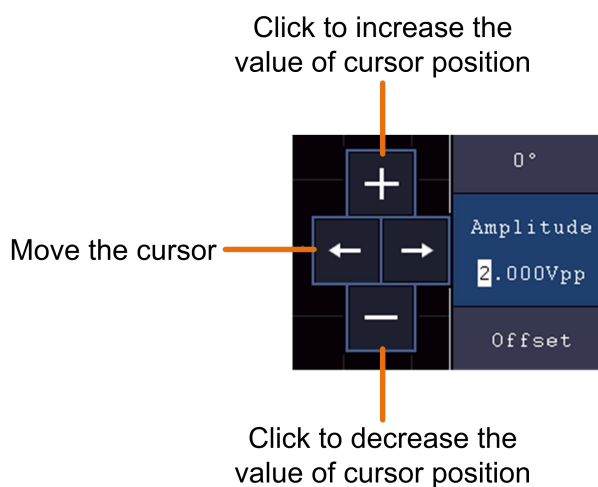 Click to increase the
value of cursor position
0°
Amplitude
Move the cursor
2.000Vpp
Offset
Click to decrease the
value of cursor position